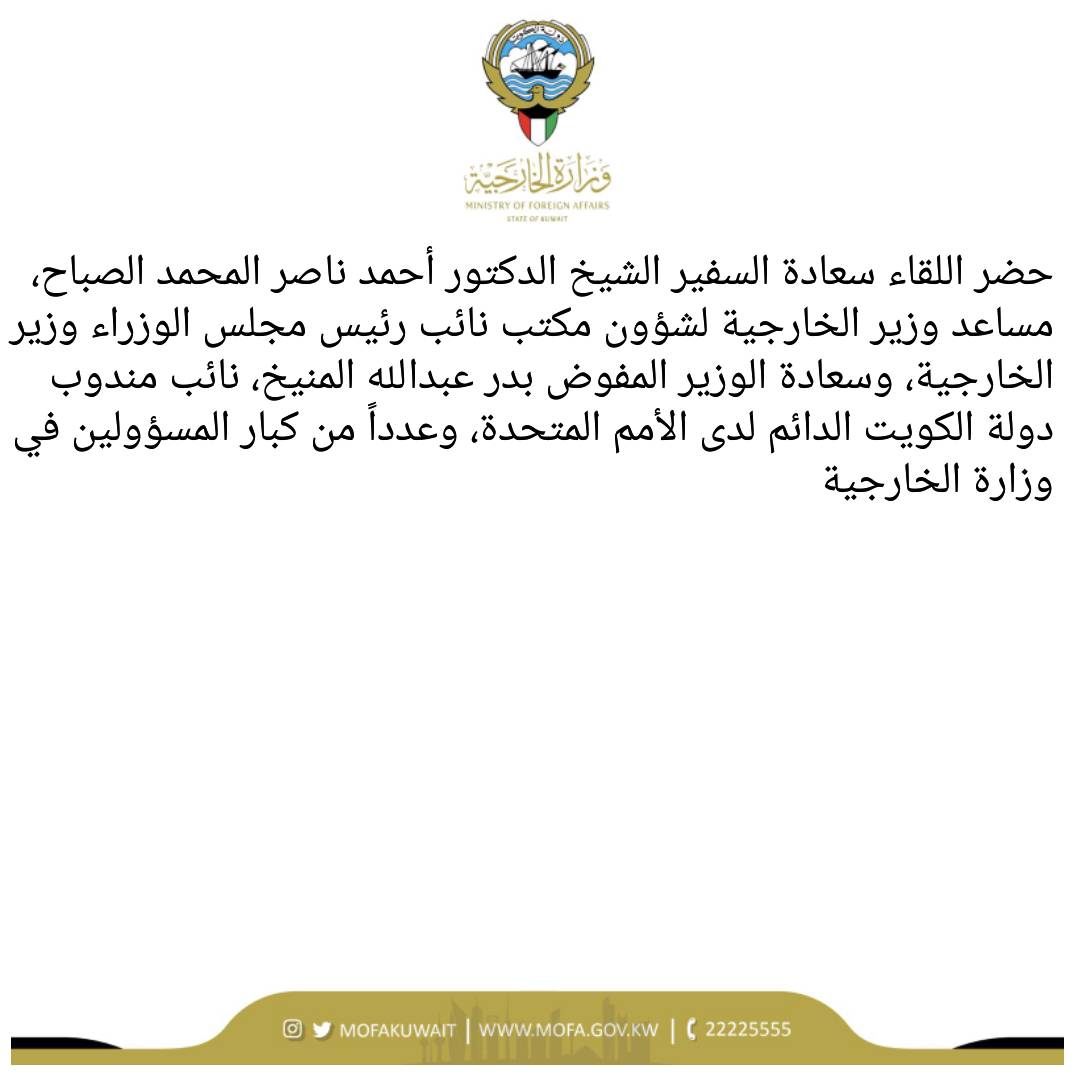 دولة الكويت
وزارة الخارجية
MINISTRY OF FOREIGN AFFAIRS
STATE OF KUWAIT
حضر اللقاء سعادة السفير الشيخ الدكتور أحمد ناصر المحمد الصباح،
مساعد وزير الخارجية لشؤون مكتب نائب رئيس مجلس الوزراء وزير
الخارجية، وسعادة الوزير المفوض بدر عبدالله المنيخ، نائب مندوب
دولة الكويت الدائم لدى الأمم المتحدة، وعدداً من كبار المسؤولين في
وزارة الخارجية
MOFAKUWAIT | WWW.MOFA.GOV.KW | 22225555